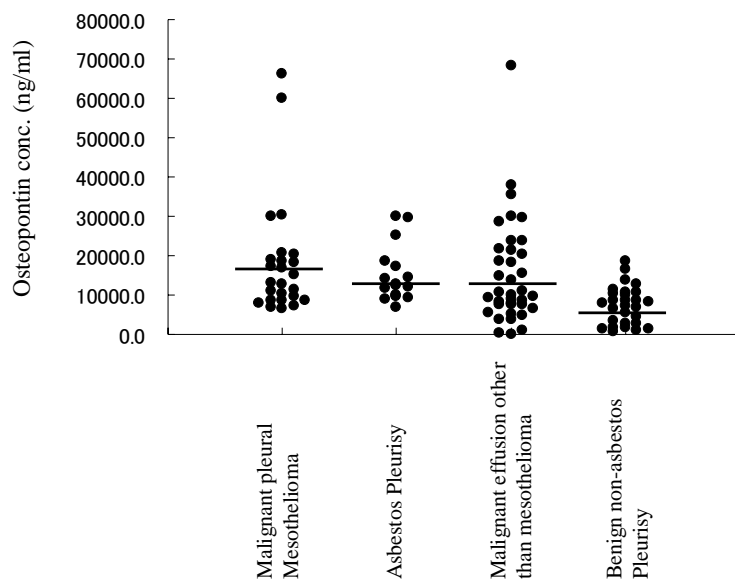 Osteopontin conc. (ng/ml)
80000.0
70000.0
60000.0
50000.0
40000.0
30000.0
20000.0
10000.0
0.0
Malignant pleural
Mesothelioma
Asbestos Pleurisy
Malignant effusion other
than mesothelioma
Benign non-asbestos
Pleurisy